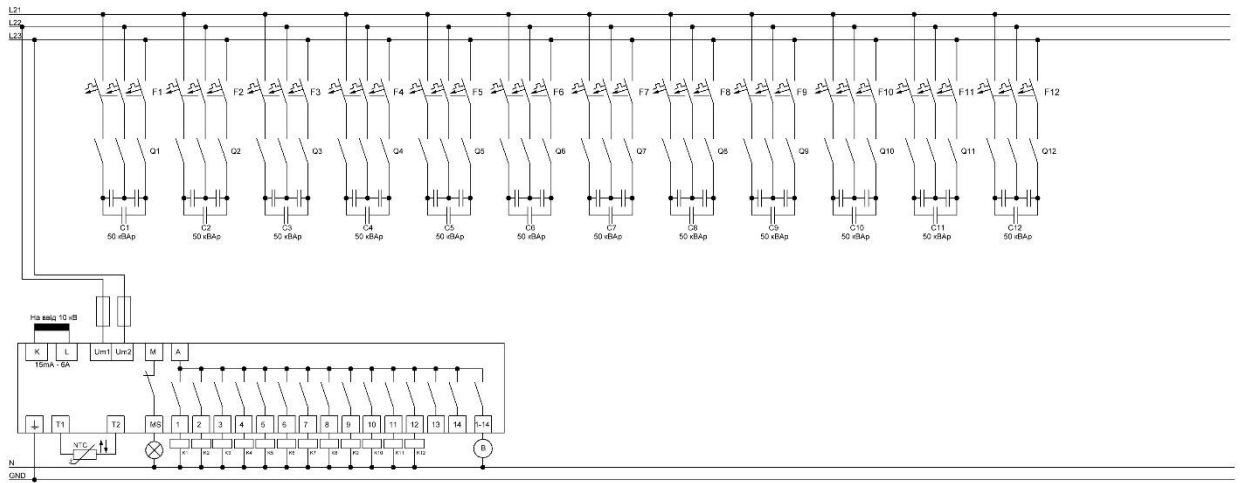 L21
L22
L23
F1 F2 F3 F4 F5 F6 F7 F8 F9 F10 F11 F12
Q1 Q2 Q3 Q4 Q5 Q6 Q7 Q8 Q9 Q10 Q11 Q12
C1 C2 C3 C4 C5 C6 C7 C8 C9 C10 C11 C12
50 кВАр 50 кВАр 50 кВАр 50 кВАр 50 кВАр 50 кВАр 50 кВАр 50 кВАр 50 кВАр 50 кВАр 50 кВАр 50 кВАр
На ввід 10 кВ
K L Um1 Um2 M A
15mA - 6A
T1 T2 MS 1 2 3 4 5 6 7 8 9 10 11 12 13 14 1-14
NTC
K1 K2 K3 K4 K5 K6 K7 K8 K9 K10 K11 K12
B
N
GND